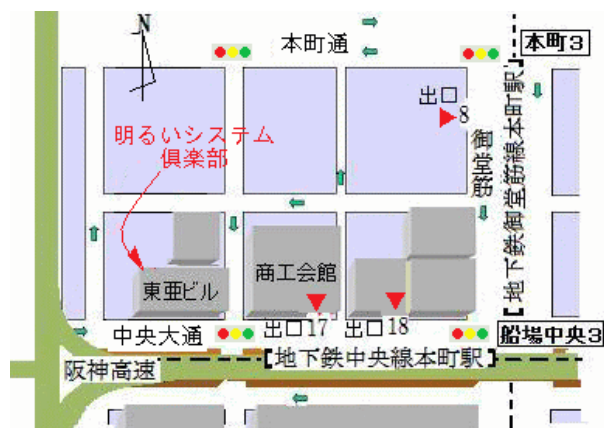 N
本町通
本町3
出口
8
明るいシステム
倶楽部
御堂筋
地下鉄御堂筋線本町駅
商工会館
東亜ビル
中央大通
出口17
出口18
船場中央3
地下鉄中央線本町駅
阪神高速